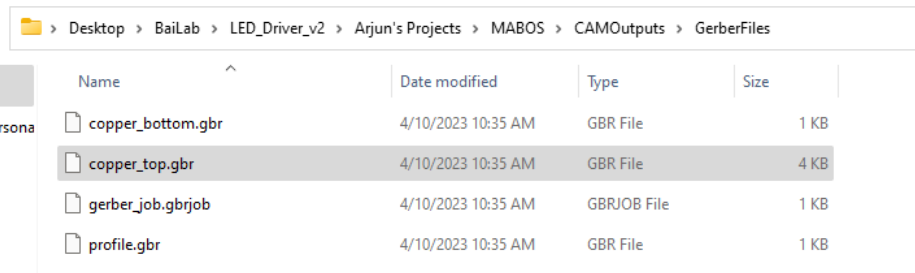 Desktop > BaiLab > LED_Driver_v2 > Arjun's Projects > MABOS > CAMOutputs > GerberFiles
Name Date modified Type Size
rsona
copper_bottom.gbr 4/10/2023 10:35 AM GBR File 1 KB
copper_top.gbr 4/10/2023 10:35 AM GBR File 4 KB
gerber_job.gbrjob 4/10/2023 10:35 AM GBRJOB File 1 KB
profile.gbr 4/10/2023 10:35 AM GBR File 1 KB